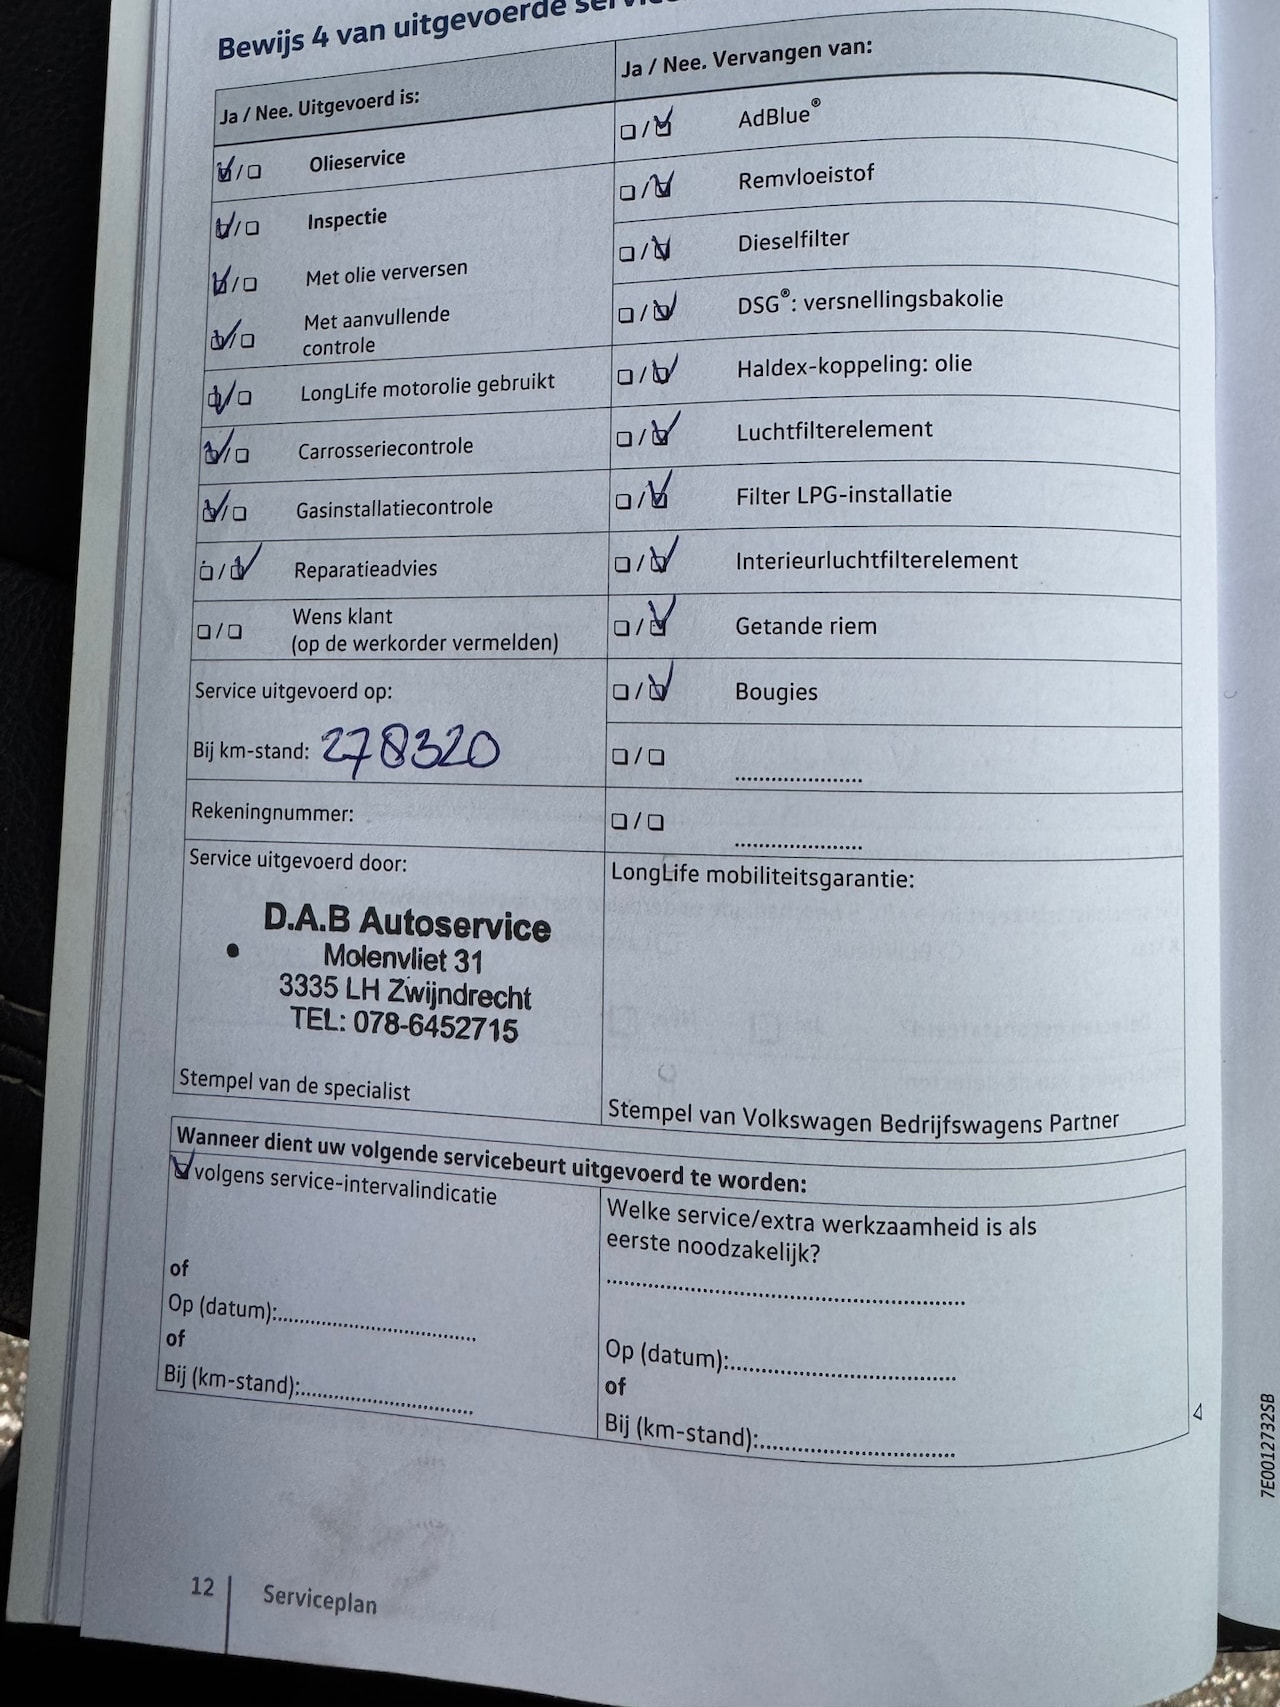 Bewijs 4 van uitgevoerde
Ja / Nee. Uitgevoerd is:
Olieservice
Inspectie
Met olie verversen
Met aanvullende
controle
LongLife motorolie gebruikt
Carrosseriecontrole
Gasinstallatiecontrole
Reparatieadvies
Wens klant
(op de werkorder vermelden)
Service uitgevoerd op:
Bij km-stand: 278320
Rekeningnummer:
Service uitgevoerd door:
D.A.B Autoservice
Molenvliet 31
3335 LH Zwijndrecht
TEL: 078-6452715
Stempel van de specialist
Ja / Nee. Vervangen van:
AdBlue®
Remvloeistof
Dieselfilter
DSG®: versnellingsbakolie
Haldex-koppeling: olie
Luchtfilterelement
Filter LPG-installatie
Interieurluchtfilterelement
Getande riem
Bougies
LongLife mobiliteitsgarantie:
Stempel van Volkswagen Bedrijfswagens Partner
Wanneer dient uw volgende servicebeurt uitgevoerd te worden:
volgens service-intervalindicatie
of
Op (datum):
of
Bij (km-stand):
Welke service/extra werkzaamheid is als
eerste noodzakelijk?
Op (datum):
of
Bij (km-stand):
7E0012732SB
12 Serviceplan